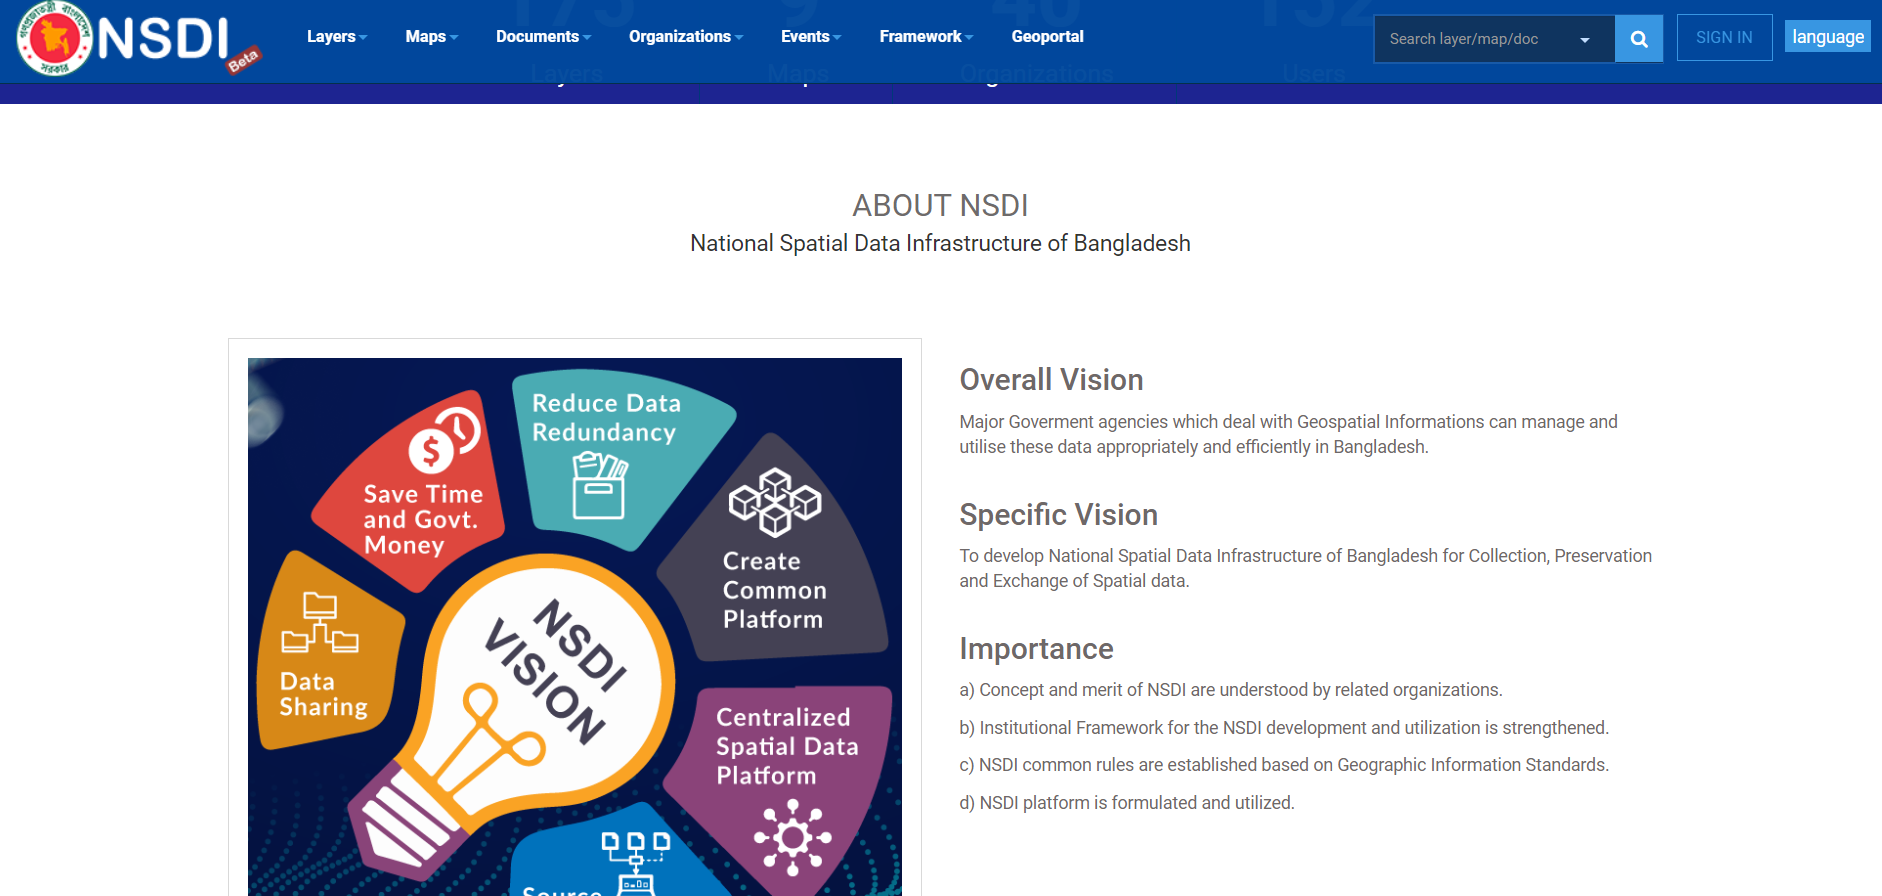 NSDI
Beta
Layers
Maps
Documents
Organizations
Events
Framework
Geoportal
Search layer/map/doc
SIGN IN
language
Layers
Maps
Organizations
Users
ABOUT NSDI
National Spatial Data Infrastructure of Bangladesh
Reduce Data
Redundancy
Save Time
and Govt.
Money
Create
Common
Platform
Data
Sharing
NSDI
VISION
Centralized
Spatial Data
Platform
Source
Overall Vision
Major Goverment agencies which deal with Geospatial Informations can manage and
utilise these data appropriately and efficiently in Bangladesh.
Specific Vision
To develop National Spatial Data Infrastructure of Bangladesh for Collection, Preservation
and Exchange of Spatial data.
Importance
a) Concept and merit of NSDI are understood by related organizations.
b) Institutional Framework for the NSDI development and utilization is strengthened.
c) NSDI common rules are established based on Geographic Information Standards.
d) NSDI platform is formulated and utilized.